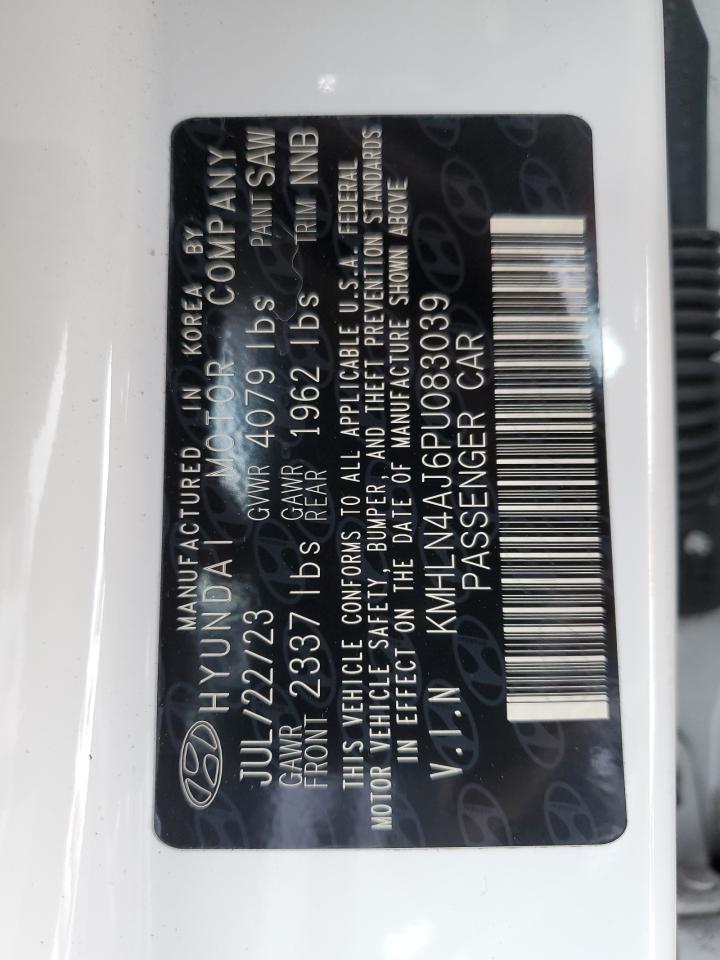 MANUFACTURED IN KOREA BY
HYUNDAI MOTOR COMPANY
JUL/22/23 GVWR 4079 lbs PAINT SAW
GAWR FRONT 2337 lbs GAWR REAR 1962 lbs TRIM NNB
THIS VEHICLE CONFORMS TO ALL APPLICABLE U.S.A. FEDERAL
MOTOR VEHICLE SAFETY, BUMPER, AND THEFT PREVENTION STANDARDS
IN EFFECT ON THE DATE OF MANUFACTURE SHOWN ABOVE
V.I.N KMHLN4AJ6PU083039
PASSENGER CAR